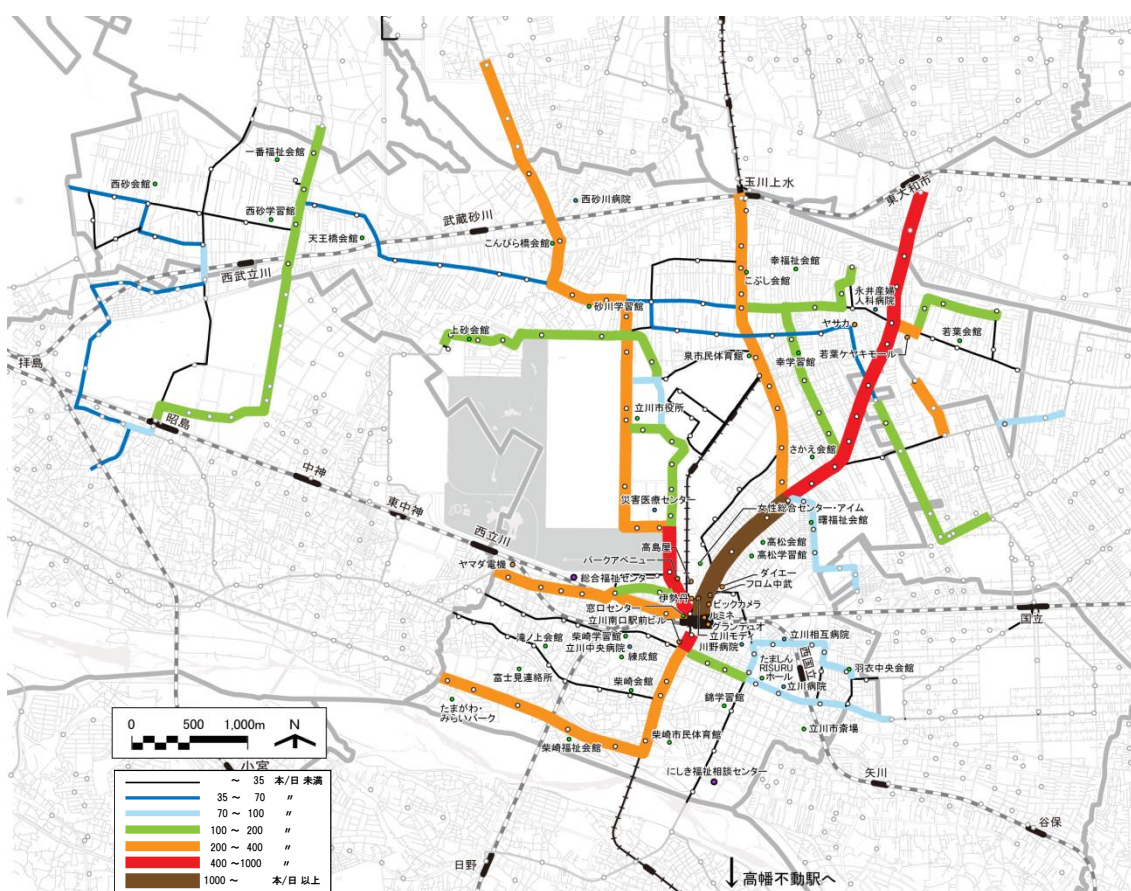 一番福祉会館
西砂会館
西砂学習館
天王橋会館
武蔵砂川
西砂川病院
こんぴら橋会館
玉川上水
東大和市
西武立川
砂川学習館
上砂会館
こぶし会館
幸福祉会館
永井産婦
人科病院
ヤサカ
若葉会館
若葉ケヤキモール
泉市民体育館
幸学習館
拝島
昭島
中神
東中神
西立川
立川市役所
さかえ会館
災害医療センター
女性総合センター・アイム
曙福祉会館
高島屋
パークアベニュー
高松会館
高松学習館
ヤマダ電機
総合福祉センター
ダイエー
フロム中武
伊勢丹
ビックカメラ
ルミネ
グランデュオ
窓口センター
立川南口駅前ビル
立川モデノ
川野病院
国立
滝ノ上会館
柴崎学習館
立川中央病院
練成館
立川相互病院
西国立
たましん
RISURU
ホール
羽衣中央会館
立川病院
富士見連絡所
柴崎会館
錦学習館
たまがわ・
みらいパーク
柴崎福祉会館
柴崎市民体育館
立川市斎場
にしき福祉相談センター
矢川
谷保
小宮
日野
高幡不動駅へ
0 500 1,000m N
～ 35 本/日 未満
35 ～ 70 〃
70 ～ 100 〃
100 ～ 200 〃
200 ～ 400 〃
400 ～1000 〃
1000 ～ 本/日 以上